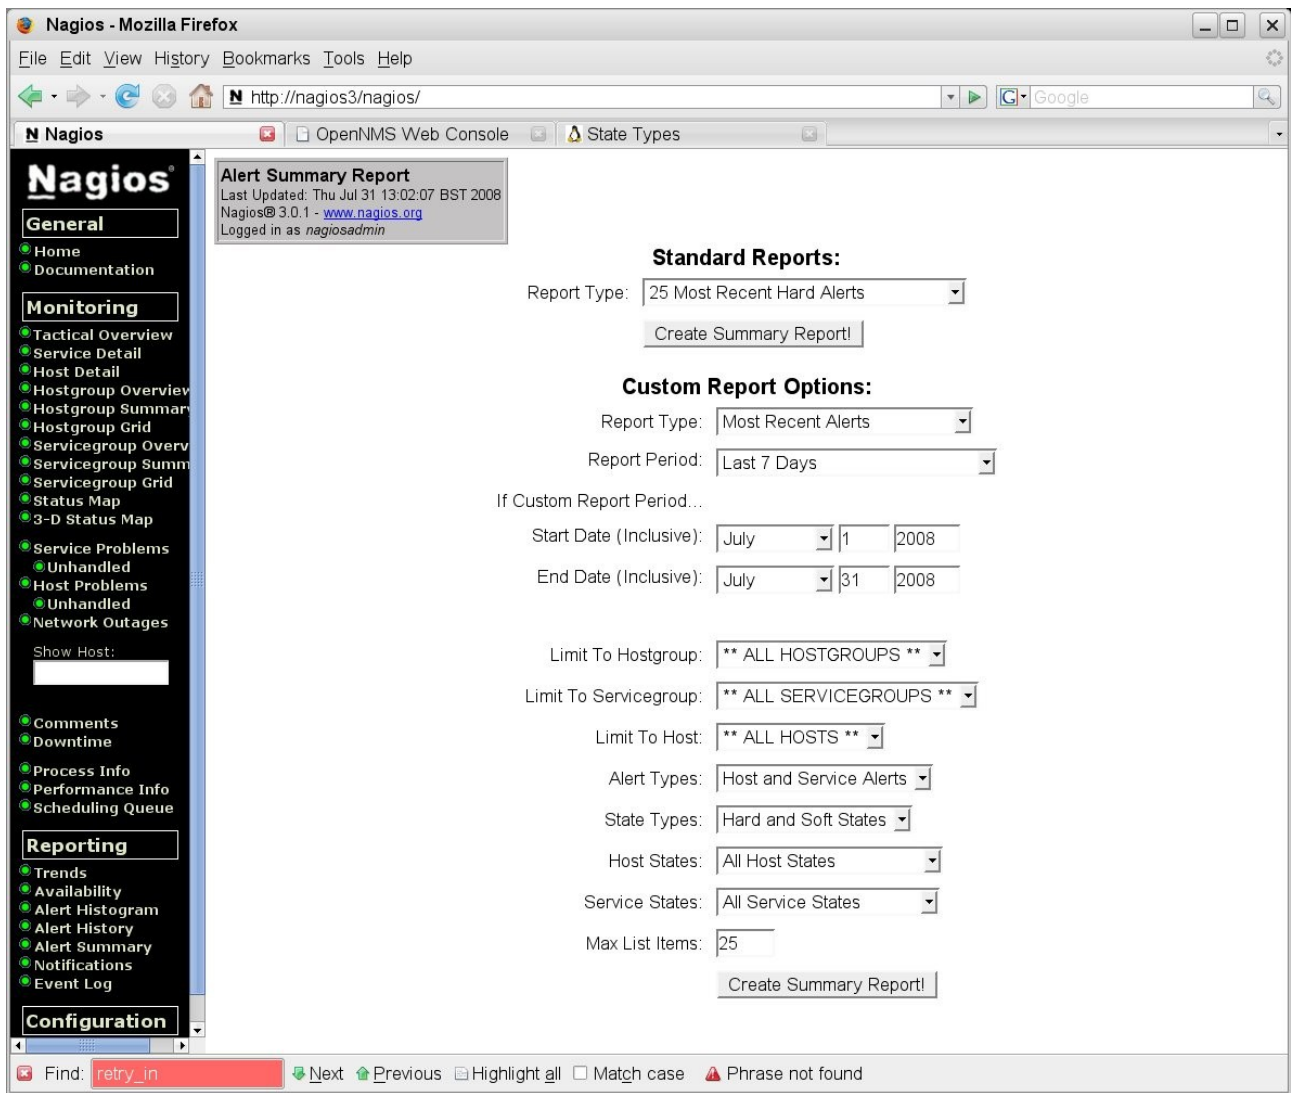 Nagios - Mozilla Firefox
File Edit View History Bookmarks Tools Help
N http://nagios3/nagios/
G Google
N Nagios
OpenNMS Web Console
State Types
Nagios®
General
Home
Documentation
Monitoring
Tactical Overview
Service Detail
Host Detail
Hostgroup Overview
Hostgroup Summary
Hostgroup Grid
Servicegroup Overv
Servicegroup Summ
Servicegroup Grid
Status Map
3-D Status Map
Service Problems
Unhandled
Host Problems
Unhandled
Network Outages
Show Host:
Comments
Downtime
Process Info
Performance Info
Scheduling Queue
Reporting
Trends
Availability
Alert Histogram
Alert History
Alert Summary
Notifications
Event Log
Configuration
Alert Summary Report
Last Updated: Thu Jul 31 13:02:07 BST 2008
Nagios® 3.0.1 - www.nagios.org
Logged in as nagiosadmin
Standard Reports:
Report Type: 25 Most Recent Hard Alerts
Create Summary Report!
Custom Report Options:
Report Type: Most Recent Alerts
Report Period: Last 7 Days
If Custom Report Period...
Start Date (Inclusive): July 1 2008
End Date (Inclusive): July 31 2008
Limit To Hostgroup: ** ALL HOSTGROUPS **
Limit To Servicegroup: ** ALL SERVICEGROUPS **
Limit To Host: ** ALL HOSTS **
Alert Types: Host and Service Alerts
State Types: Hard and Soft States
Host States: All Host States
Service States: All Service States
Max List Items: 25
Create Summary Report!
Find: retry_in Next Previous Highlight all Match case Phrase not found